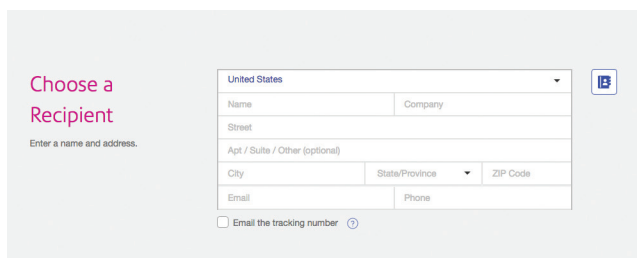 Choose a
Recipient
Enter a name and address.
United States
Name Company
Street
Apt / Suite / Other (optional)
City State/Province ZIP Code
Email Phone
Email the tracking number ?